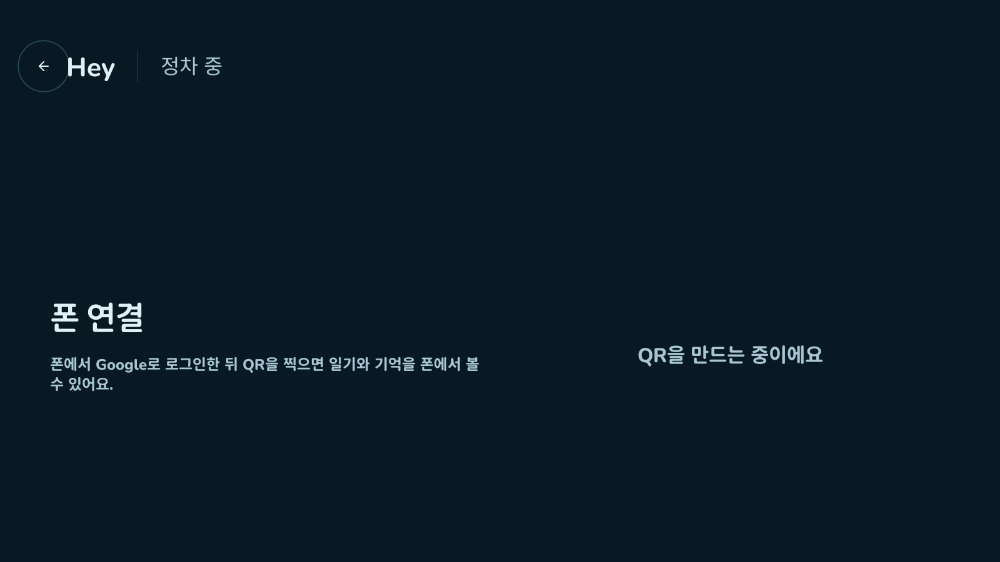 Hey
정차 중
폰 연결
폰에서 Google로 로그인한 뒤 QR을 찍으면 일기와 기억을 폰에서 볼
수 있어요.
QR을 만드는 중이에요